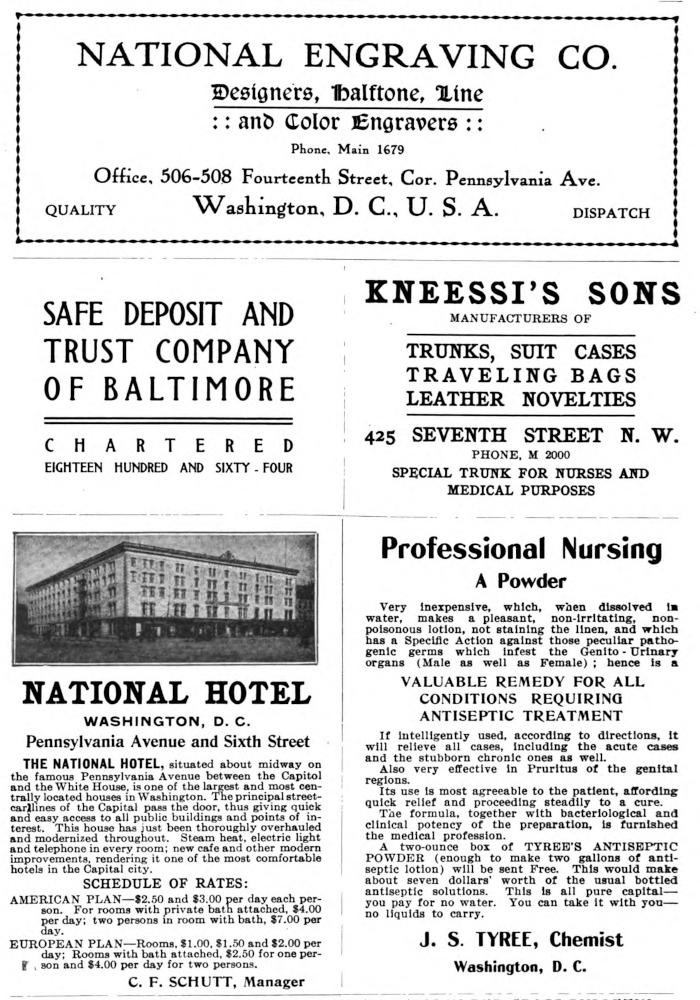 NATIONAL ENGRAVING CO.
Designers, Halftone, Line
:: and Color Engravers ::
Phone, Main 1679
Office, 506-508 Fourteenth Street, Cor. Pennsylvania Ave.
QUALITY Washington, D. C., U. S. A. DISPATCH
SAFE DEPOSIT AND
TRUST COMPANY
OF BALTIMORE
CHARTERED
EIGHTEEN HUNDRED AND SIXTY-FOUR
KNEESSI'S SONS
MANUFACTURERS OF
TRUNKS, SUIT CASES
TRAVELING BAGS
LEATHER NOVELTIES
425 SEVENTH STREET N. W.
PHONE, M 2000
SPECIAL TRUNK FOR NURSES AND
MEDICAL PURPOSES
NATIONAL HOTEL
WASHINGTON, D. C.
Pennsylvania Avenue and Sixth Street
THE NATIONAL HOTEL, situated about midway on
the famous Pennsylvania Avenue between the Capitol
and the White House, is one of the largest and most cen-
trally located houses in Washington. The principal street-
car lines of the Capital pass the door, thus giving quick
and easy access to all public buildings and points of in-
terest. This house has just been thoroughly overhauled
and modernized throughout. Steam heat, electric light
and telephone in every room; new cafe and other modern
improvements, rendering it one of the most comfortable
hotels in the Capital city.
SCHEDULE OF RATES:
AMERICAN PLAN—$2.50 and $3.00 per day each per-
son. For rooms with private bath attached, $4.00
per day; two persons in room with bath, $7.00 per
day.
EUROPEAN PLAN—Rooms, $1.00, $1.50 and $2.00 per
day; Rooms with bath attached, $2.50 for one per-
son and $4.00 per day for two persons.
C. F. SCHUTT, Manager
Professional Nursing
A Powder
Very inexpensive, which, when dissolved in
water, makes a pleasant, non-irritating, non-
poisonous lotion, not staining the linen, and which
has a Specific Action against those peculiar patho-
genic germs which infest the Genito-Urinary
organs (Male as well as Female); hence is a
VALUABLE REMEDY FOR ALL
CONDITIONS REQUIRING
ANTISEPTIC TREATMENT
If intelligently used, according to directions, it
will relieve all cases, including the acute cases
and the stubborn chronic ones as well.
Also very effective in Pruritus of the genital
regions.
Its use is most agreeable to the patient, affording
quick relief and proceeding steadily to a cure.
The formula, together with bacteriological and
clinical potency of the preparation, is furnished
the medical profession.
A two-ounce box of TYREE'S ANTISEPTIC
POWDER (enough to make two gallons of anti-
septic lotion) will be sent Free. This would make
about seven dollars' worth of the usual bottled
antiseptic solutions. This is all pure capital—
you pay for no water. You can take it with you—
no liquids to carry.
J. S. TYREE, Chemist
Washington, D. C.